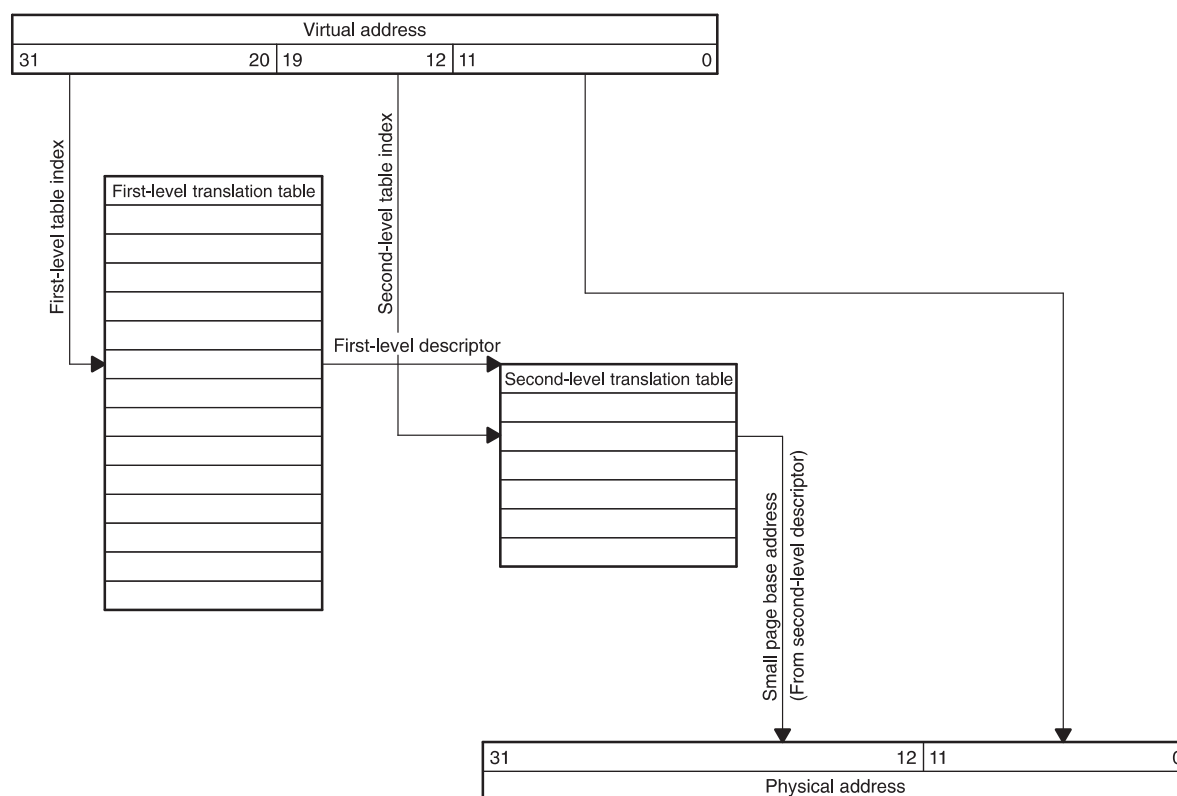 Virtual address
31 20 19 12 11 0
First-level table index
Second-level table index
First-level translation table
First-level descriptor
Second-level translation table
Small page base address
(From second-level descriptor)
31 12 11 0
Physical address